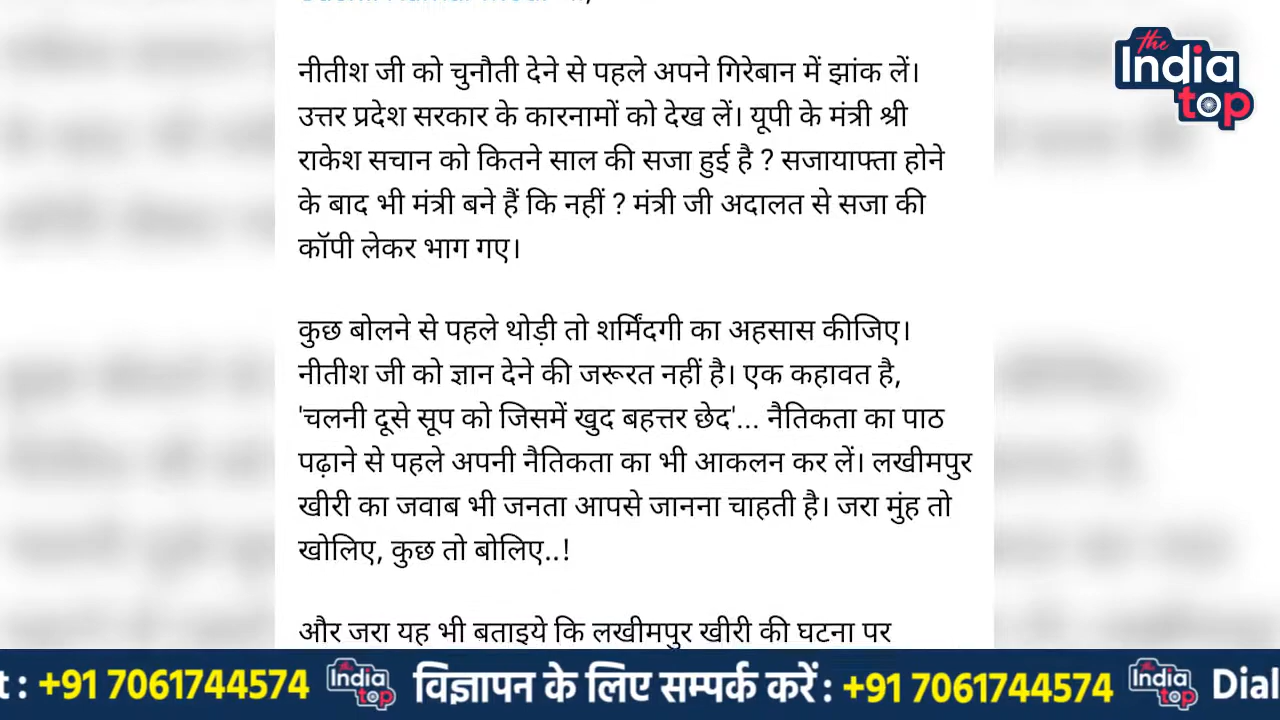 the
India
top
नीतीश जी को चुनौती देने से पहले अपने गिरेबान में झांक लें।
उत्तर प्रदेश सरकार के कारनामों को देख लें। यूपी के मंत्री श्री
राकेश सचान को कितने साल की सजा हुई है ? सजायाफ्ता होने
के बाद भी मंत्री बने हैं कि नहीं ? मंत्री जी अदालत से सजा की
कॉपी लेकर भाग गए।
कुछ बोलने से पहले थोड़ी तो शर्मिंदगी का अहसास कीजिए।
नीतीश जी को ज्ञान देने की जरूरत नहीं है। एक कहावत है,
'चलनी दूसे सूप को जिसमें खुद बहत्तर छेद'... नैतिकता का पाठ
पढ़ाने से पहले अपनी नैतिकता का भी आकलन कर लें। लखीमपुर
खीरी का जवाब भी जनता आपसे जानना चाहती है। जरा मुंह तो
खोलिए, कुछ तो बोलिए..!
और जरा यह भी बताइये कि लखीमपुर खीरी की घटना पर
t : +91 7061744574 the India top विज्ञापन के लिए सम्पर्क करें : +91 7061744574 the India top Dial